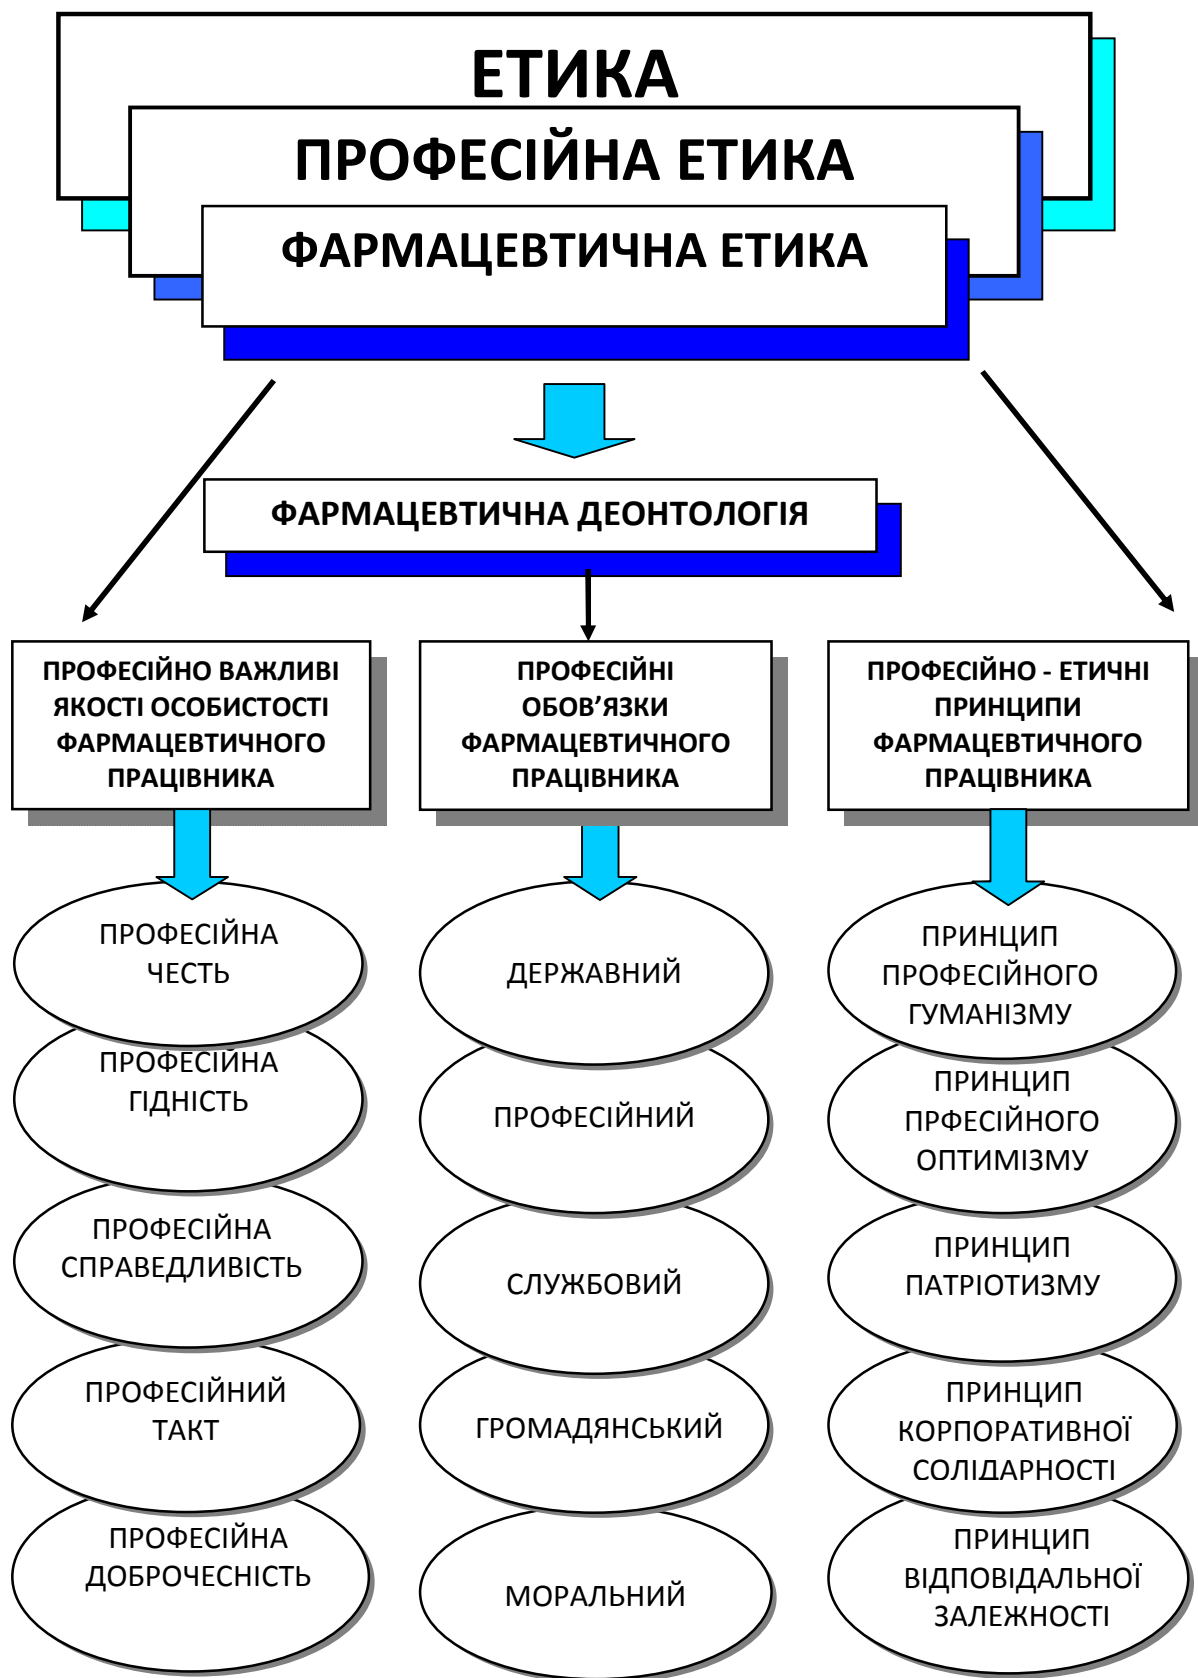 ЕТИКА
ПРОФЕСІЙНА ЕТИКА
ФАРМАЦЕВТИЧНА ЕТИКА
ФАРМАЦЕВТИЧНА ДЕОНТОЛОГІЯ
ПРОФЕСІЙНО ВАЖЛИВІ
ЯКОСТІ ОСОБИСТОСТІ
ФАРМАЦЕВТИЧНОГО
ПРАЦІВНИКА
ПРОФЕСІЙНА
ЧЕСТЬ
ПРОФЕСІЙНА
ГІДНІСТЬ
ПРОФЕСІЙНА
СПРАВЕДЛИВІСТЬ
ПРОФЕСІЙНИЙ
ТАКТ
ПРОФЕСІЙНА
ДОБРОЧЕСНІСТЬ
ПРОФЕСІЙНІ
ОБОВ’ЯЗКИ
ФАРМАЦЕВТИЧНОГО
ПРАЦІВНИКА
ДЕРЖАВНИЙ
ПРОФЕСІЙНИЙ
СЛУЖБОВИЙ
ГРОМАДЯНСЬКИЙ
МОРАЛЬНИЙ
ПРОФЕСІЙНО - ЕТИЧНІ
ПРИНЦИПИ
ФАРМАЦЕВТИЧНОГО
ПРАЦІВНИКА
ПРИНЦИП
ПРОФЕСІЙНОГО
ГУМАНІЗМУ
ПРИНЦИП
ПРФЕСІЙНОГО
ОПТИМІЗМУ
ПРИНЦИП
ПАТРІОТИЗМУ
ПРИНЦИП
КОРПОРАТИВНОЇ
СОЛІДАРНОСТІ
ПРИНЦИП
ВІДПОВІДАЛЬНОЇ
ЗАЛЕЖНОСТІ